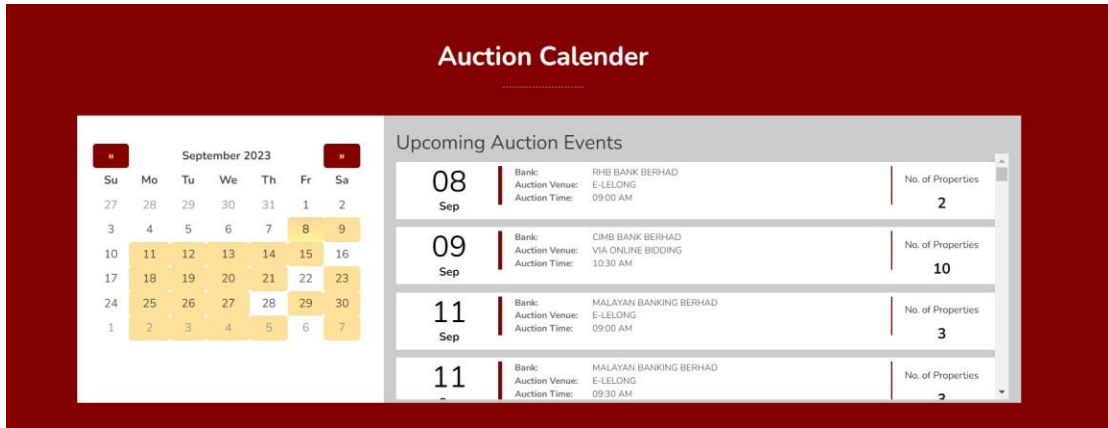 Auction Calender
«
September 2023
»
Su Mo Tu We Th Fr Sa
27 28 29 30 31 1 2
3 4 5 6 7 8 9
10 11 12 13 14 15 16
17 18 19 20 21 22 23
24 25 26 27 28 29 30
1 2 3 4 5 6 7
Upcoming Auction Events
08
Sep
Bank: RHB BANK BERHAD
Auction Venue: E-LELONG
Auction Time: 09:00 AM
No. of Properties
2
09
Sep
Bank: CIMB BANK BERHAD
Auction Venue: VIA ONLINE BIDDING
Auction Time: 10:30 AM
No. of Properties
10
11
Sep
Bank: MALAYAN BANKING BERHAD
Auction Venue: E-LELONG
Auction Time: 09:00 AM
No. of Properties
3
11
Bank: MALAYAN BANKING BERHAD
Auction Venue: E-LELONG
Auction Time: 09:30 AM
No. of Properties